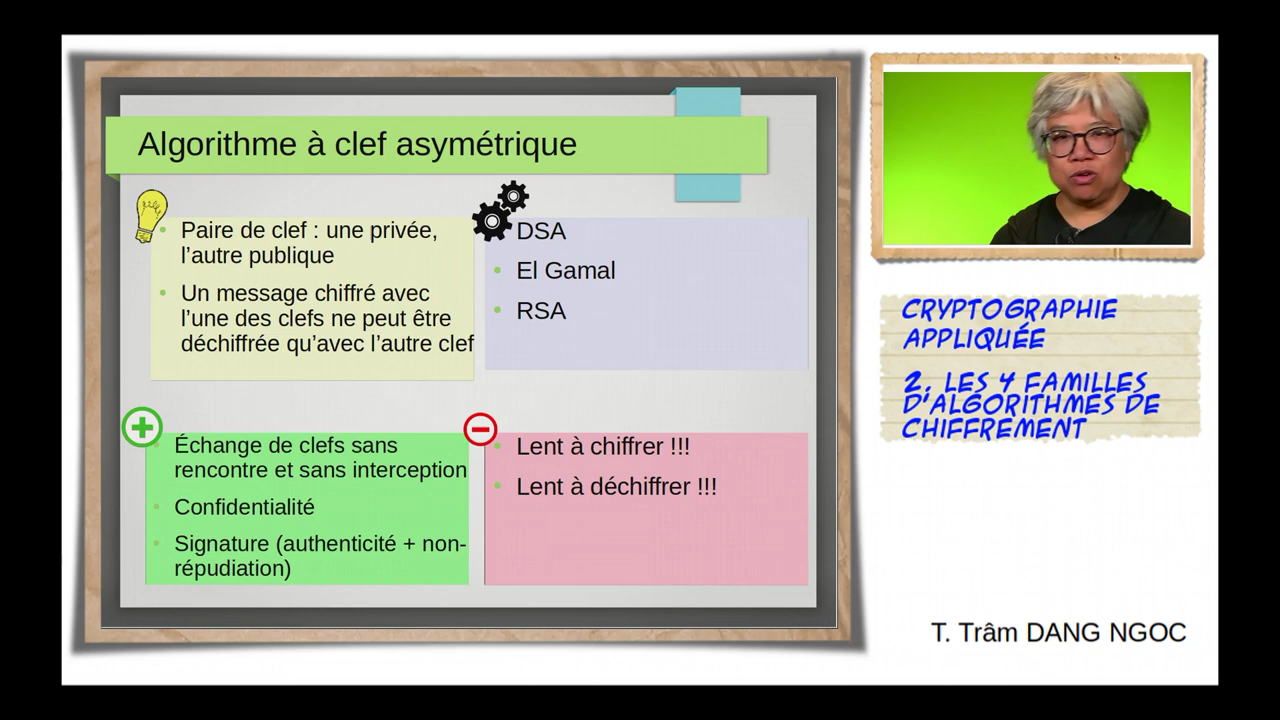 Algorithme à clef asymétrique
Paire de clef : une privée,
l'autre publique
Un message chiffré avec
l'une des clefs ne peut être
déchiffrée qu'avec l'autre clef
DSA
El Gamal
RSA
Échange de clefs sans
rencontre et sans interception
Confidentialité
Signature (authenticité + non-
répudiation)
Lent à chiffrer !!!
Lent à déchiffrer !!!
CRYPTOGRAPHIE
APPLIQUÉE
2. LES 4 FAMILLES
D'ALGORITHMES DE
CHIFFREMENT
T. Trâm DANG NGOC